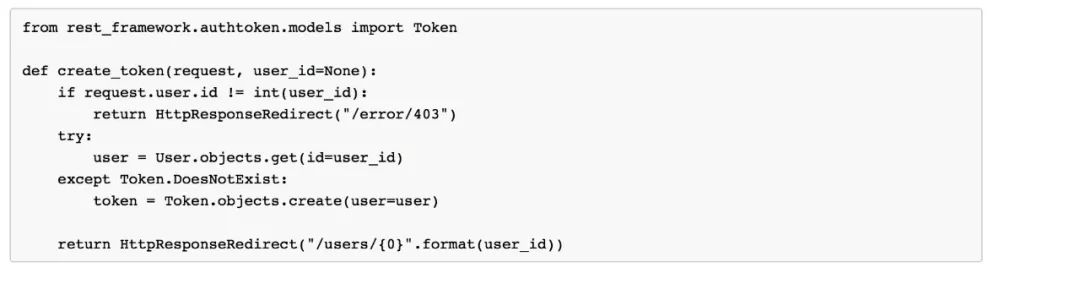 from rest_framework.authtoken.models import Token
def create_token(request, user_id=None):
    if request.user.id != int(user_id):
        return HttpResponseRedirect("/error/403")
    try:
        user = User.objects.get(id=user_id)
    except Token.DoesNotExist:
        token = Token.objects.create(user=user)
    return HttpResponseRedirect("/users/{0}".format(user_id))